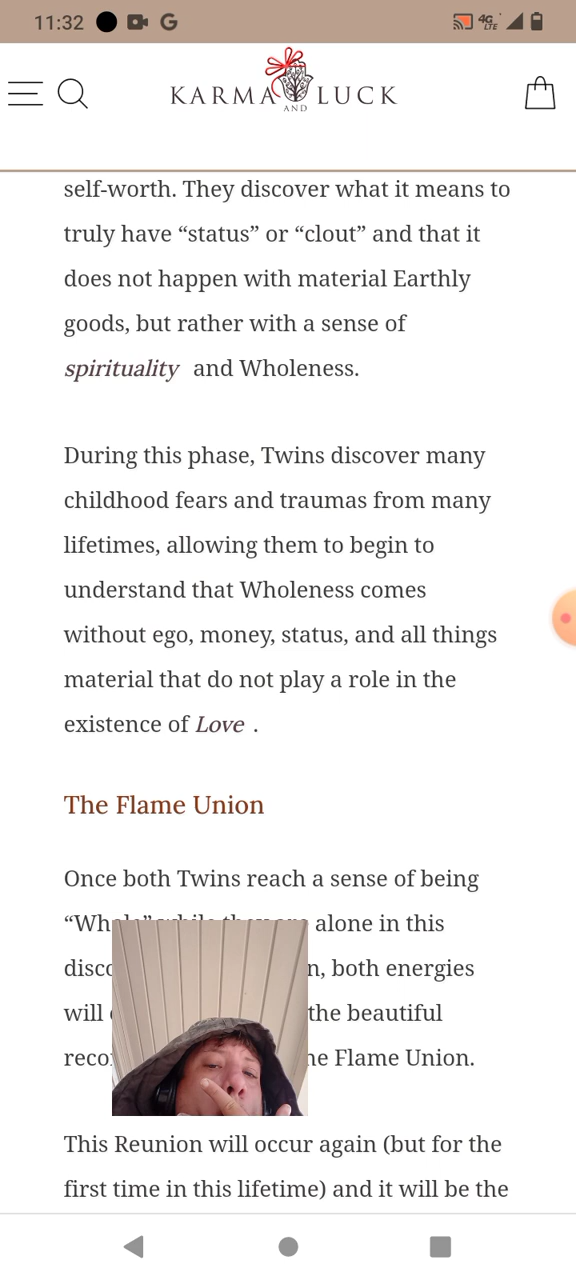 11:32
G
4G
LTE
KARMA AND LUCK
self-worth. They discover what it means to
truly have “status” or “clout” and that it
does not happen with material Earthly
goods, but rather with a sense of
spirituality and Wholeness.
During this phase, Twins discover many
childhood fears and traumas from many
lifetimes, allowing them to begin to
understand that Wholeness comes
without ego, money, status, and all things
material that do not play a role in the
existence of Love .
The Flame Union
Once both Twins reach a sense of being
alone in this
both energies
will the beautiful
Flame Union.
This Reunion will occur again (but for the
first time in this lifetime) and it will be the